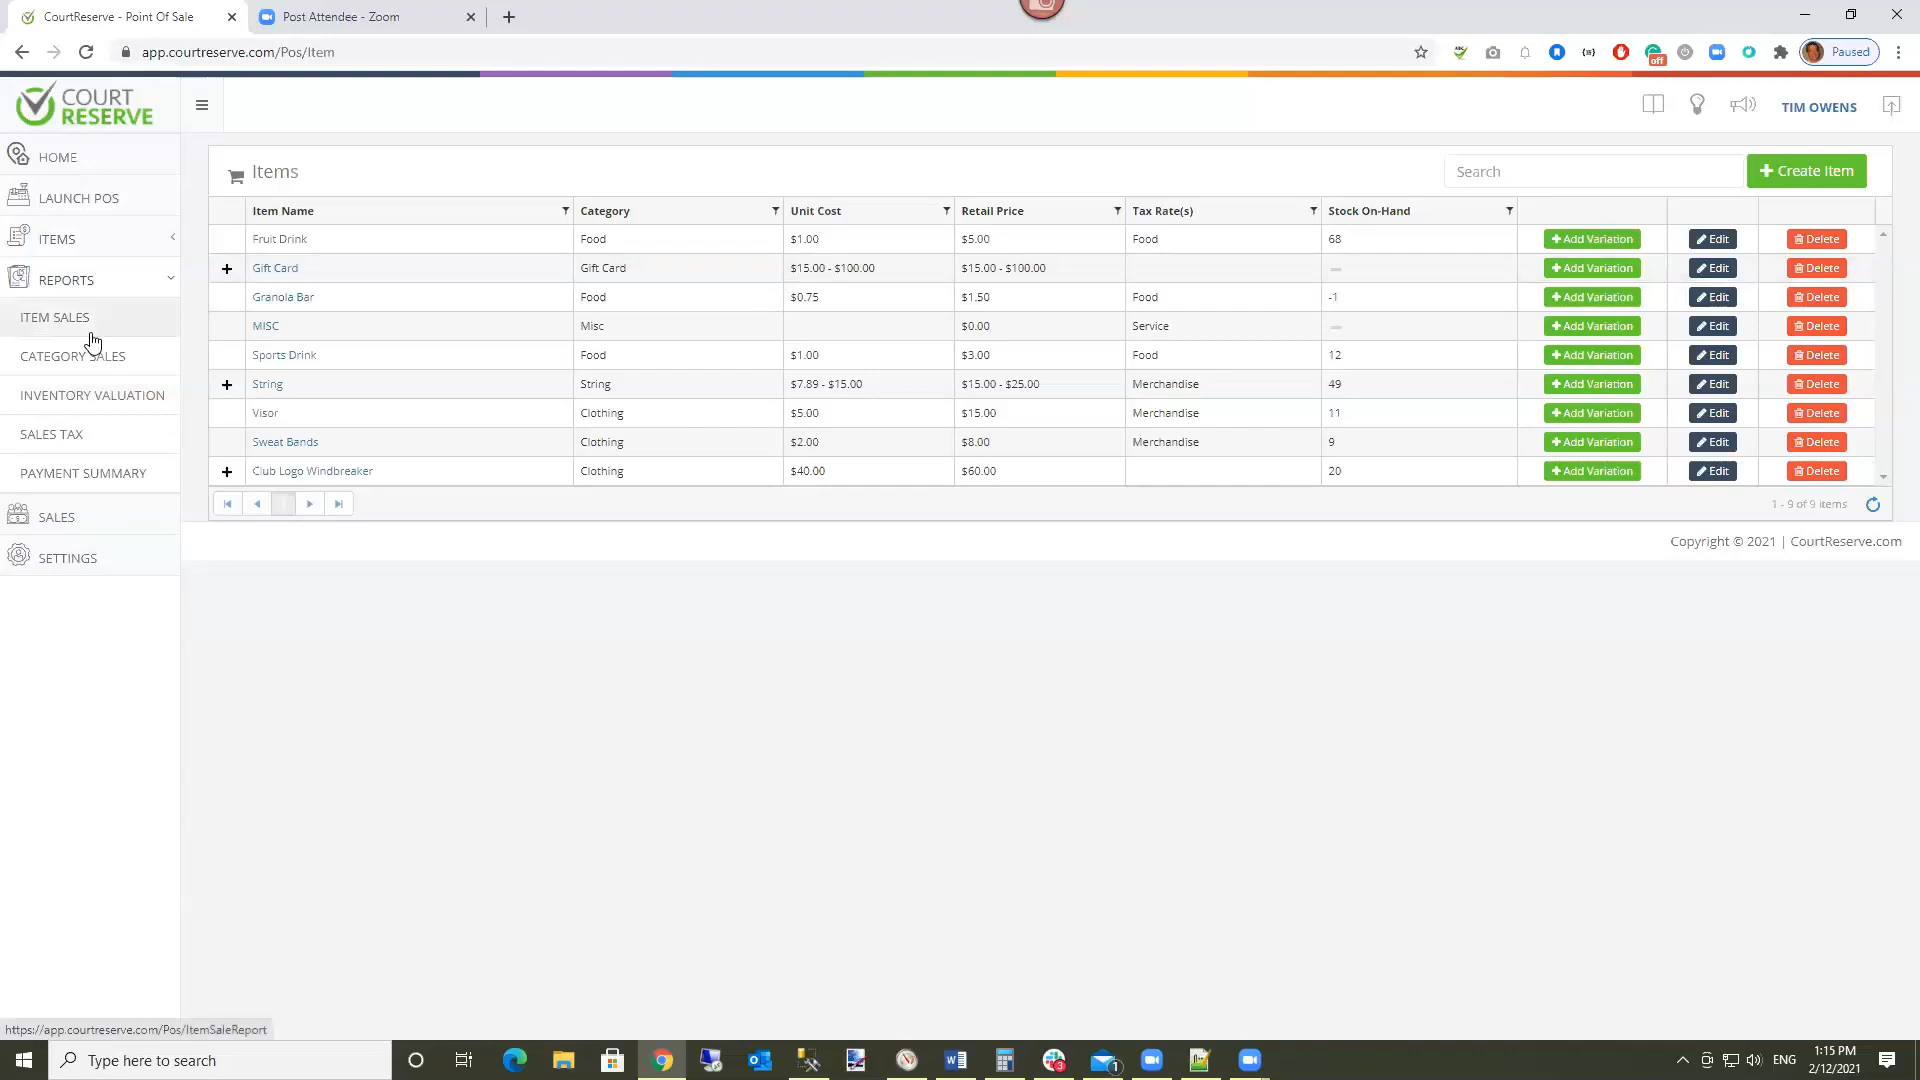 CourtReserve - Point Of Sale
Post Attendee - Zoom
app.courtreserve.com/Pos/Item
ABC
off
Paused
COURT RESERVE
TIM OWENS
HOME
LAUNCH POS
ITEMS
REPORTS
ITEM SALES
CATEGORY SALES
INVENTORY VALUATION
SALES TAX
PAYMENT SUMMARY
SALES
SETTINGS
Items
Search
Create Item
Item Name Category Unit Cost Retail Price Tax Rate(s) Stock On-Hand
Fruit Drink Food $1.00 $5.00 Food 68 Add Variation Edit Delete
Gift Card Gift Card $15.00 - $100.00 $15.00 - $100.00 — Add Variation Edit Delete
Granola Bar Food $0.75 $1.50 Food -1 Add Variation Edit Delete
MISC Misc $0.00 Service — Add Variation Edit Delete
Sports Drink Food $1.00 $3.00 Food 12 Add Variation Edit Delete
String String $7.89 - $15.00 $15.00 - $25.00 Merchandise 49 Add Variation Edit Delete
Visor Clothing $5.00 $15.00 Merchandise 11 Add Variation Edit Delete
Sweat Bands Clothing $2.00 $8.00 Merchandise 9 Add Variation Edit Delete
Club Logo Windbreaker Clothing $40.00 $60.00 20 Add Variation Edit Delete
1 - 9 of 9 items
Copyright © 2021 | CourtReserve.com
https://app.courtreserve.com/Pos/ItemSaleReport
Type here to search
3
1
ENG
1:15 PM
2/12/2021